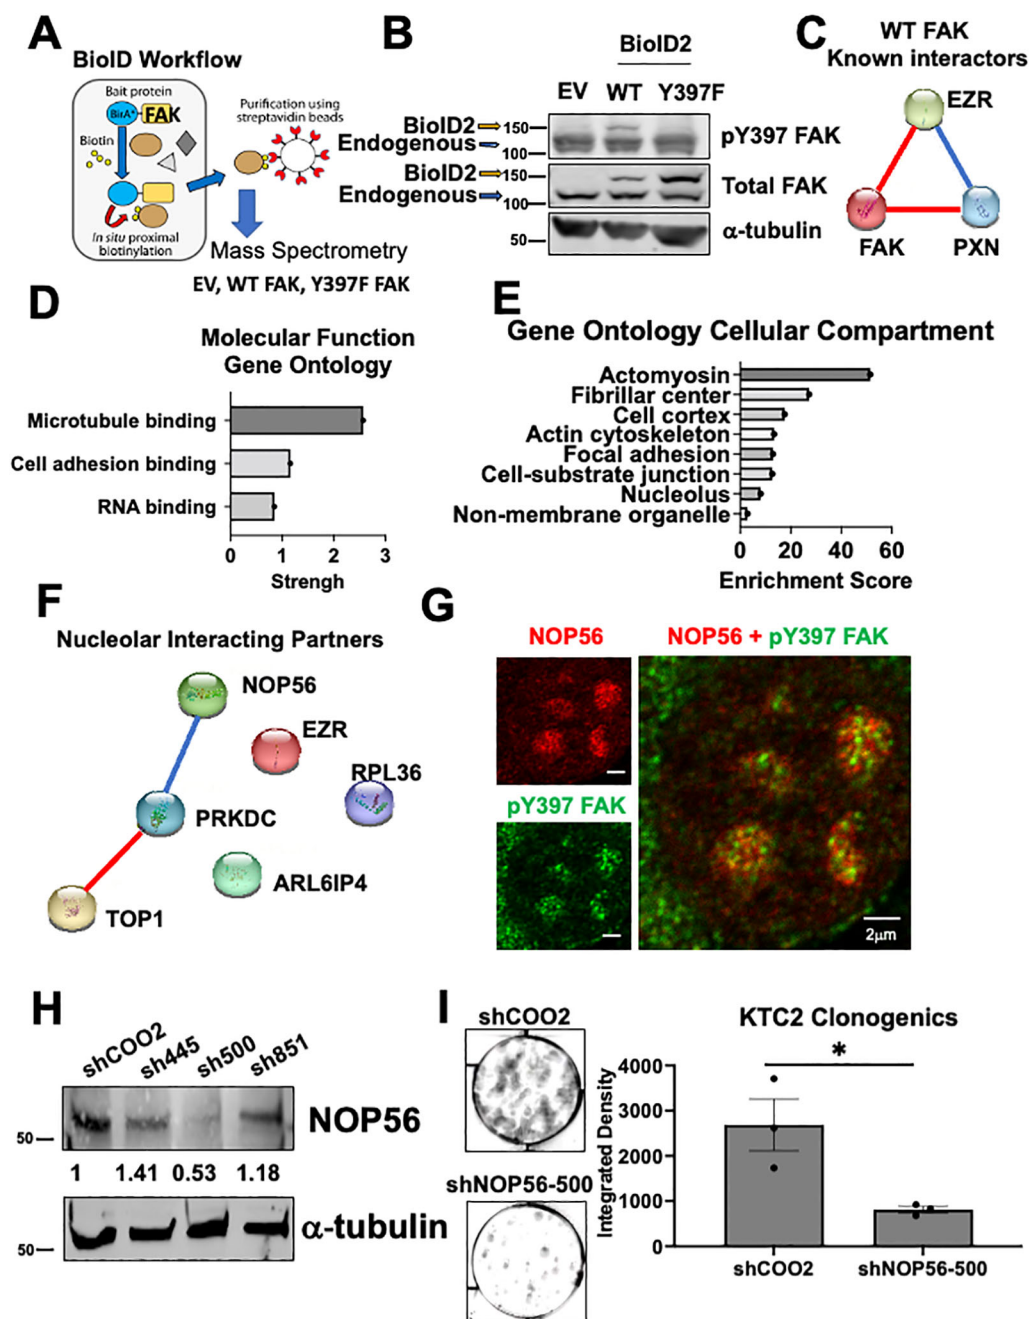 A
BioID Workflow
Bait protein
BirA*
FAK
Biotin
In situ proximal
biotinylation
Purification using
streptavidin beads
Mass Spectrometry
EV, WT FAK, Y397F FAK
B
BioID2
EV WT Y397F
BioID2 150
Endogenous 100
pY397 FAK
BioID2 150
Endogenous 100
Total FAK
50
α-tubulin
C
WT FAK
Known interactors
EZR
FAK
PXN
D
Molecular Function
Gene Ontology
Microtubule binding
Cell adhesion binding
RNA binding
0 1 2 3
Strengh
E
Gene Ontology Cellular Compartment
Actomyosin
Fibrillar center
Cell cortex
Actin cytoskeleton
Focal adhesion
Cell-substrate junction
Nucleolus
Non-membrane organelle
0 20 40 60
Enrichment Score
F
Nucleolar Interacting Partners
NOP56
EZR
RPL36
PRKDC
ARL6IP4
TOP1
G
NOP56
NOP56 + pY397 FAK
pY397 FAK
2μm
H
shCOO2 sh445 sh500 sh851
50
NOP56
1 1.41 0.53 1.18
50
α-tubulin
I
shCOO2
shNOP56-500
KTC2 Clonogenics
*
Integrated Density
4000
3000
2000
1000
0
shCOO2 shNOP56-500